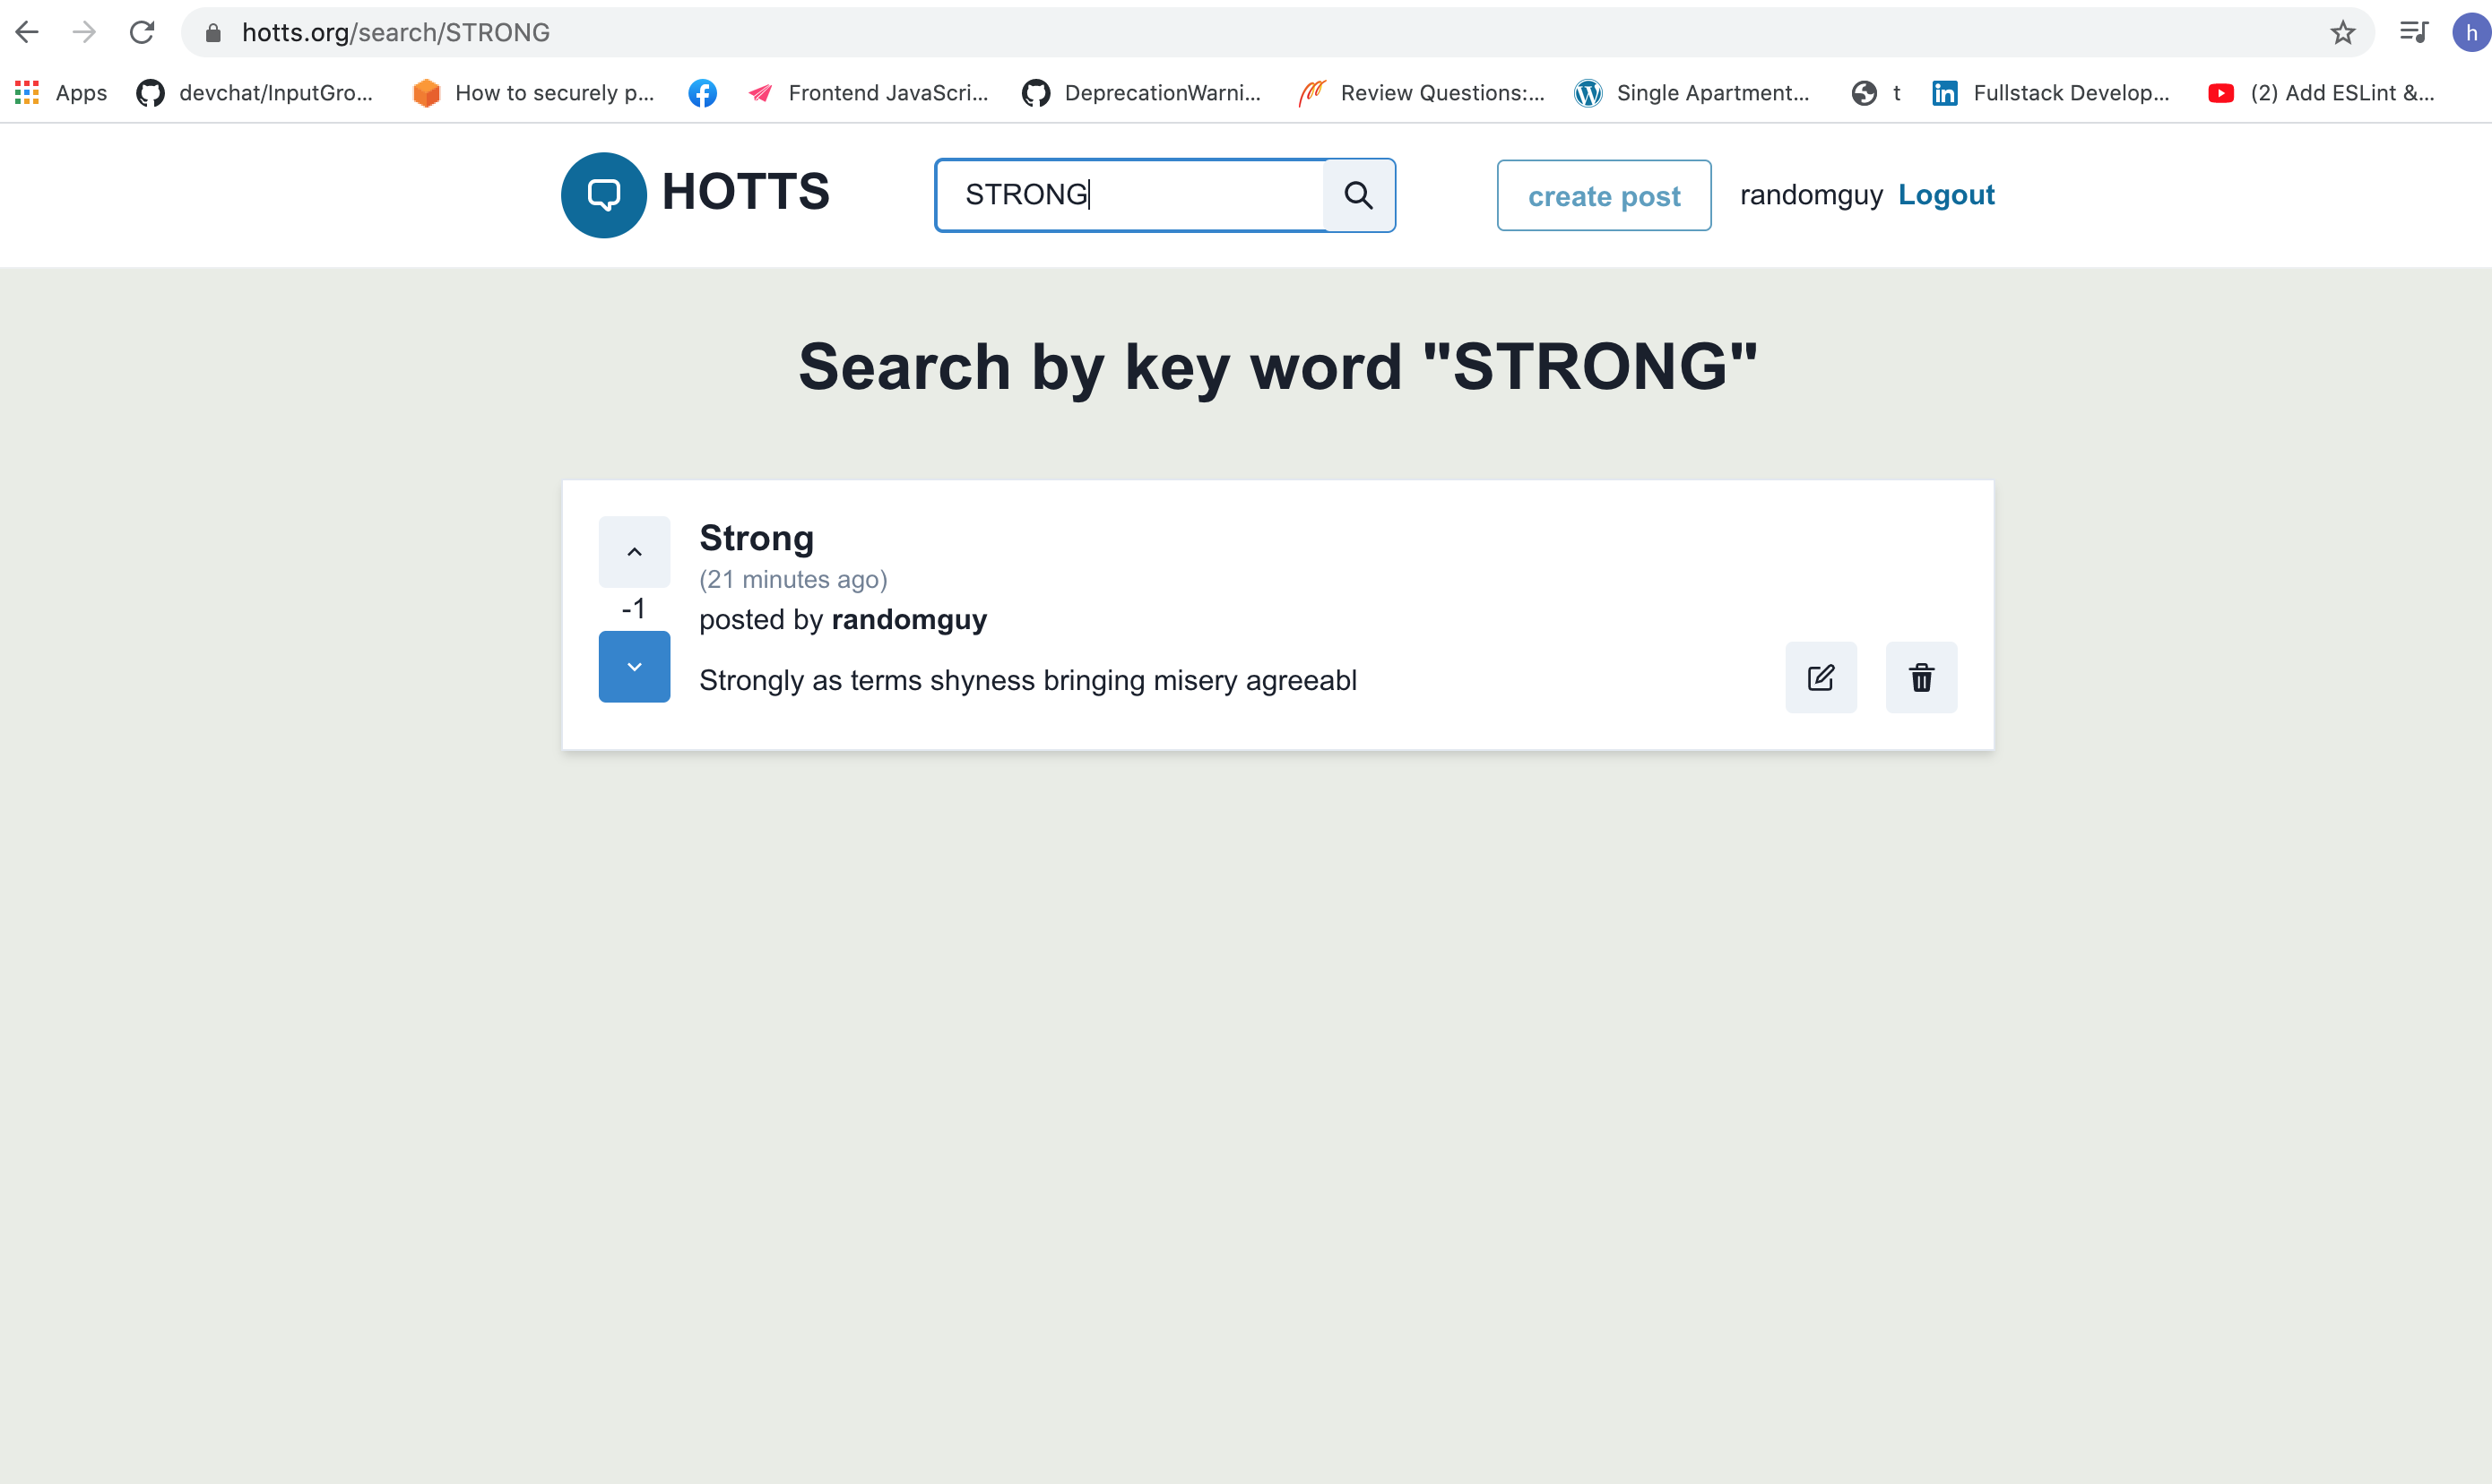 hotts.org/search/STRONG
h
Apps devchat/InputGro... How to securely p... Frontend JavaScri... DeprecationWarni... Review Questions:... Single Apartment... t Fullstack Develop... (2) Add ESLint &...
HOTTS STRONG create post randomguy Logout
Search by key word "STRONG"
Strong
(21 minutes ago)
-1
posted by randomguy
Strongly as terms shyness bringing misery agreeabl